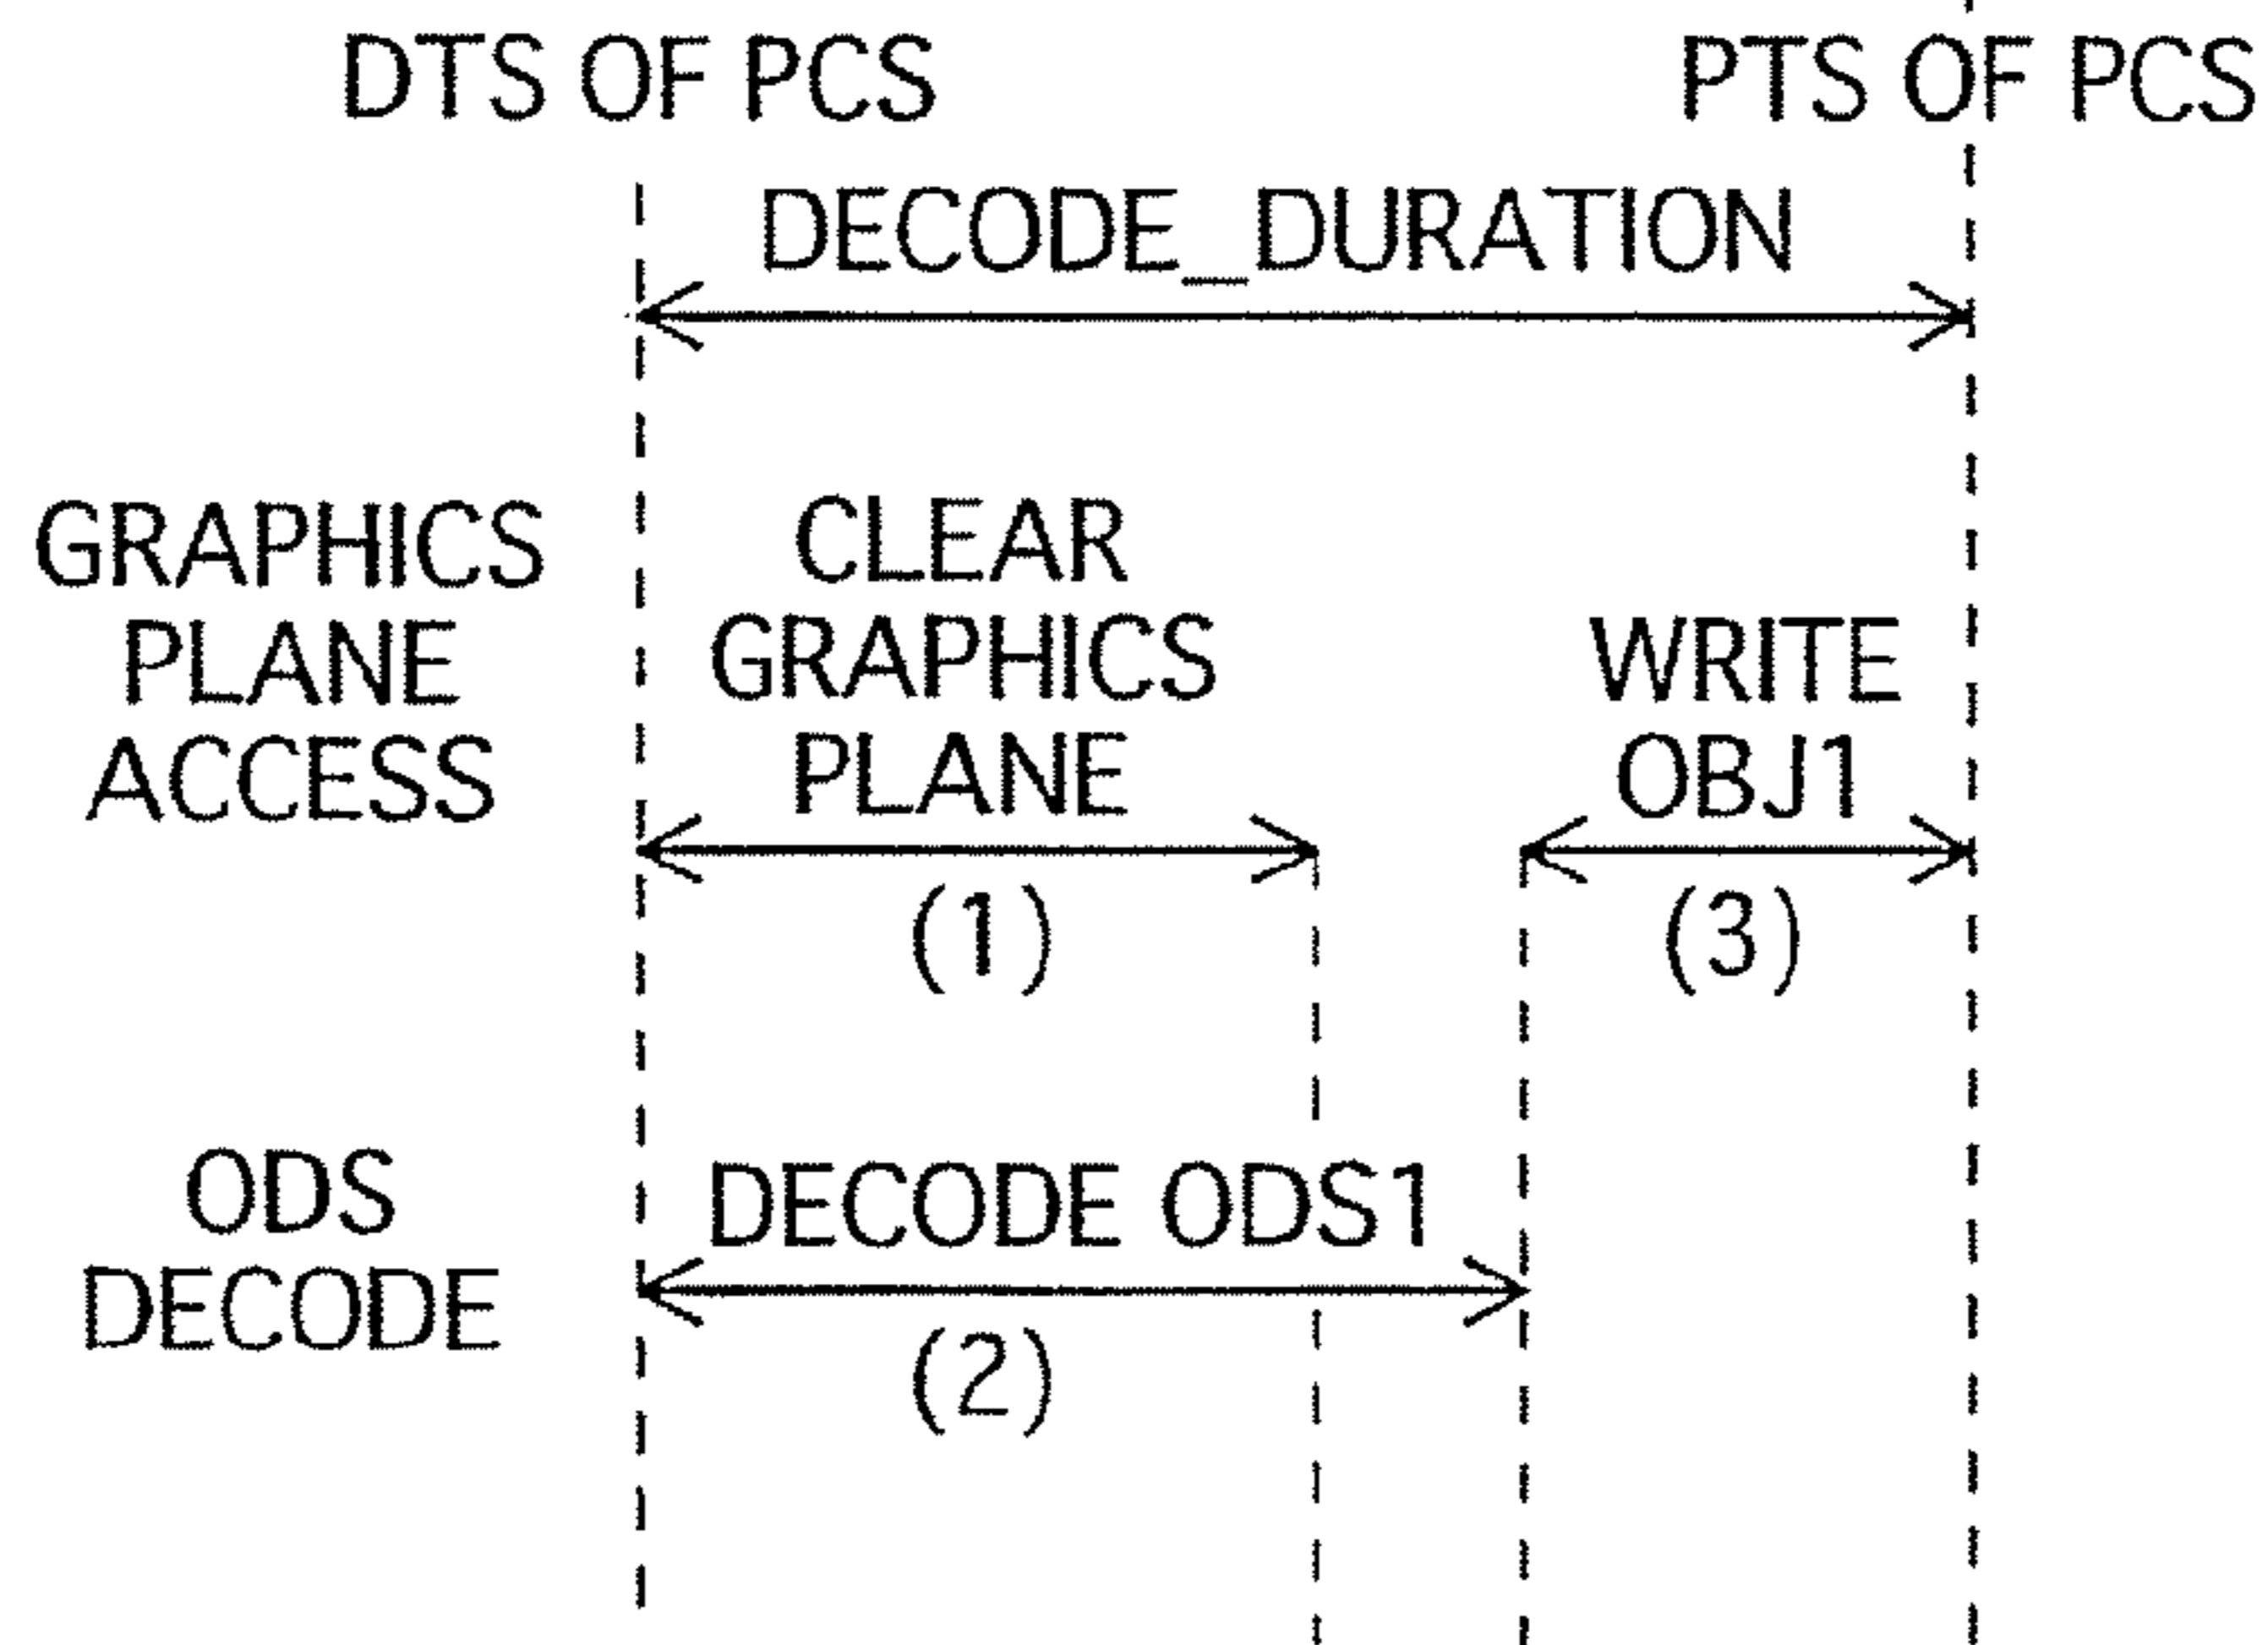 DTS OF PCS
PTS OF PCS
DECODE_DURATION
GRAPHICS
PLANE
ACCESS
CLEAR
GRAPHICS
PLANE
(1)
WRITE
OBJ1
(3)
ODS
DECODE
DECODE ODS1
(2)